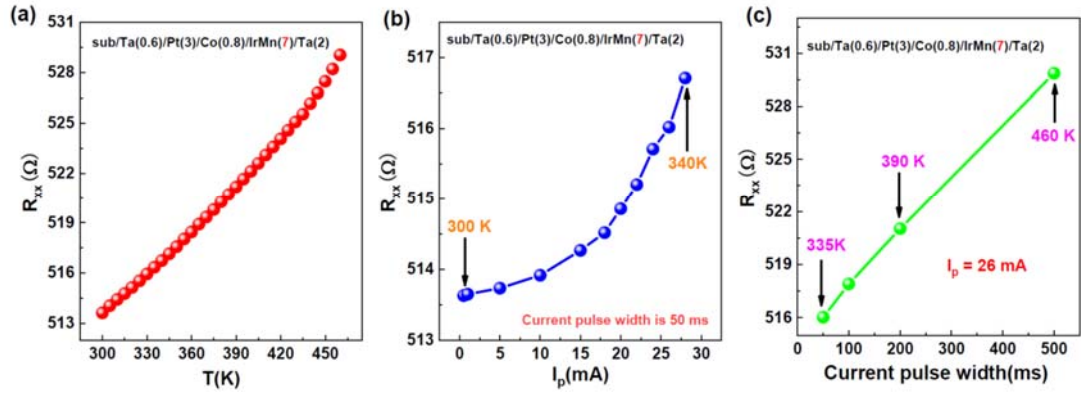 (a)
sub/Ta(0.6)/Pt(3)/Co(0.8)/IrMn(7)/Ta(2)
R_xx (Ω)
531
528
525
522
519
516
513
300 330 360 390 420 450
T(K)
(b)
sub/Ta(0.6)/Pt(3)/Co(0.8)/IrMn(7)/Ta(2)
R_xx (Ω)
517
516
515
514
513
340K
300 K
Current pulse width is 50 ms
0 5 10 15 20 25 30
I_p(mA)
(c)
sub/Ta(0.6)/Pt(3)/Co(0.8)/IrMn(7)/Ta(2)
R_xx (Ω)
531
528
525
522
519
516
460 K
390 K
335K
I_p = 26 mA
0 100 200 300 400 500
Current pulse width(ms)